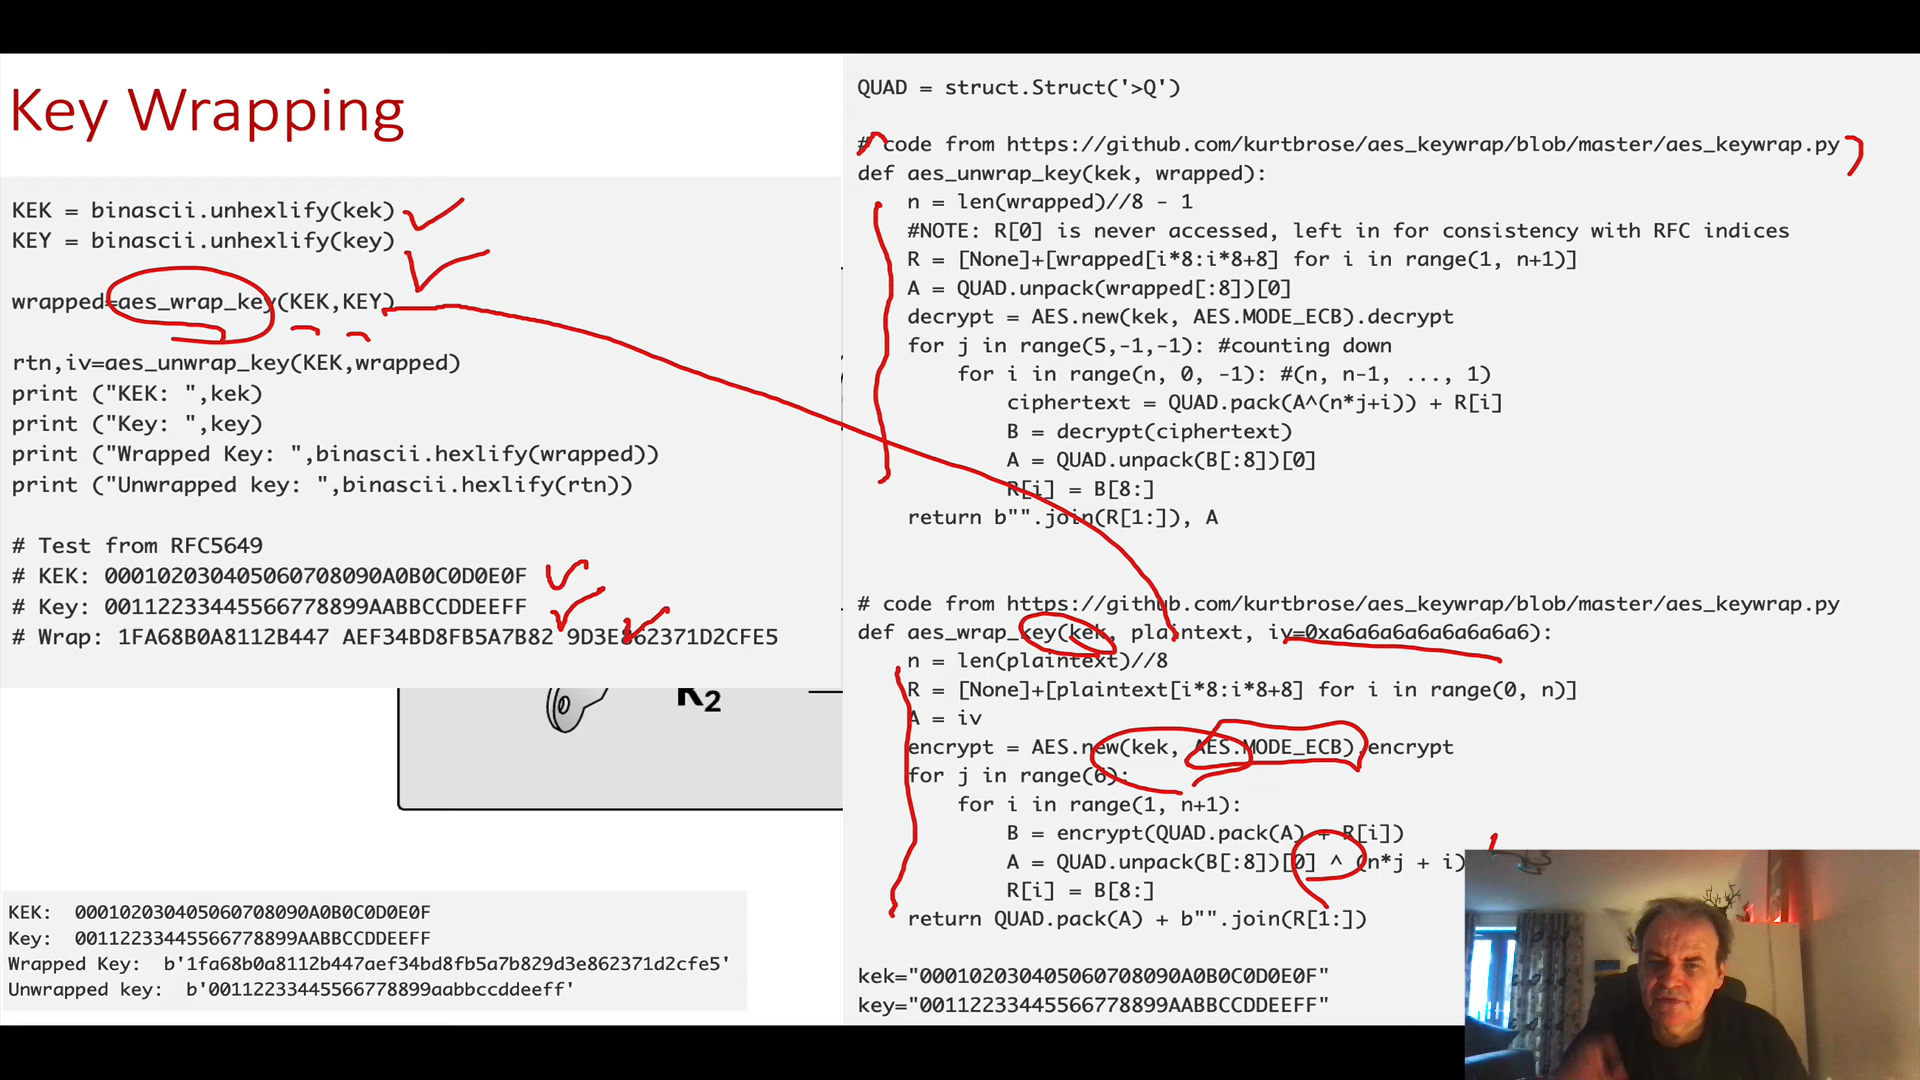 Key Wrapping
KEK = binascii.unhexlify(kek)
KEY = binascii.unhexlify(key)
wrapped=aes_wrap_key(KEK,KEY)
rtn,iv=aes_unwrap_key(KEK,wrapped)
print ("KEK: ",kek)
print ("Key: ",key)
print ("Wrapped Key: ",binascii.hexlify(wrapped))
print ("Unwrapped key: ",binascii.hexlify(rtn))
# Test from RFC5649
# KEK: 000102030405060708090A0B0C0D0E0F
# Key: 00112233445566778899AABBCCDDEEFF
# Wrap: 1FA68B0A8112B447 AEF34BD8FB5A7B82 9D3E862371D2CFE5
K2
KEK: 000102030405060708090A0B0C0D0E0F
Key: 00112233445566778899AABBCCDDEEFF
Wrapped Key: b'1fa68b0a8112b447aef34bd8fb5a7b829d3e862371d2cfe5'
Unwrapped key: b'00112233445566778899aabbccddeeff'
QUAD = struct.Struct('>Q')
# code from https://github.com/kurtbrose/aes_keywrap/blob/master/aes_keywrap.py
def aes_unwrap_key(kek, wrapped):
n = len(wrapped)//8 - 1
#NOTE: R[0] is never accessed, left in for consistency with RFC indices
R = [None]+[wrapped[i*8:i*8+8] for i in range(1, n+1)]
A = QUAD.unpack(wrapped[:8])[0]
decrypt = AES.new(kek, AES.MODE_ECB).decrypt
for j in range(5,-1,-1): #counting down
for i in range(n, 0, -1): #(n, n-1, ..., 1)
ciphertext = QUAD.pack(A^(n*j+i)) + R[i]
B = decrypt(ciphertext)
A = QUAD.unpack(B[:8])[0]
R[i] = B[8:]
return b"".join(R[1:]), A
# code from https://github.com/kurtbrose/aes_keywrap/blob/master/aes_keywrap.py
def aes_wrap_key(kek, plaintext, iv=0xa6a6a6a6a6a6a6a6):
n = len(plaintext)//8
R = [None]+[plaintext[i*8:i*8+8] for i in range(0, n)]
A = iv
encrypt = AES.new(kek, AES.MODE_ECB).encrypt
for j in range(6):
for i in range(1, n+1):
B = encrypt(QUAD.pack(A) + R[i])
A = QUAD.unpack(B[:8])[0] ^ (n*j + i)
R[i] = B[8:]
return QUAD.pack(A) + b"".join(R[1:])
kek="000102030405060708090A0B0C0D0E0F"
key="00112233445566778899AABBCCDDEEFF"